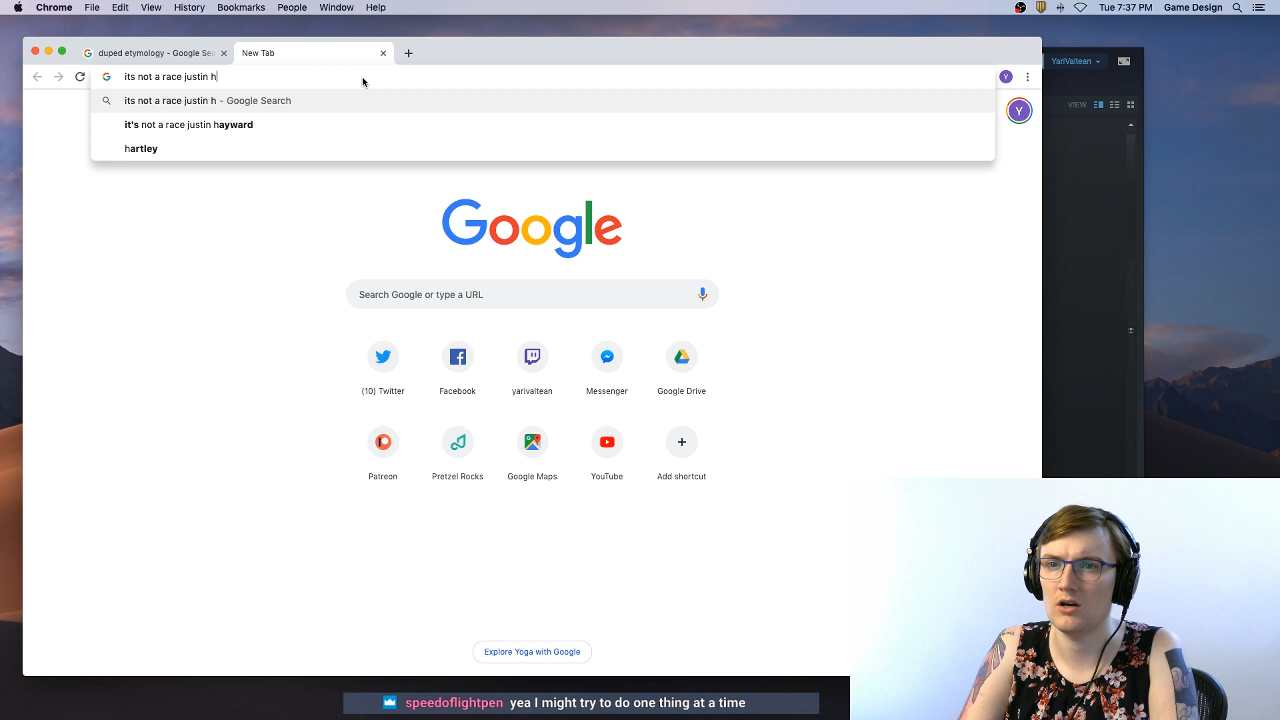 Chrome File Edit View History Bookmarks People Window Help
Tue 7:37 PM Game Design
duped etymology - Google Sea
New Tab
its not a race justin h
Y
YariValtean
its not a race justin h - Google Search
it's not a race justin hayward
hartley
VIEW
Y
Google
Search Google or type a URL
(10) Twitter Facebook yarivaltean Messenger Google Drive
Patreon Pretzel Rocks Google Maps YouTube Add shortcut
Explore Yoga with Google
speedoflightpen yea I might try to do one thing at a time